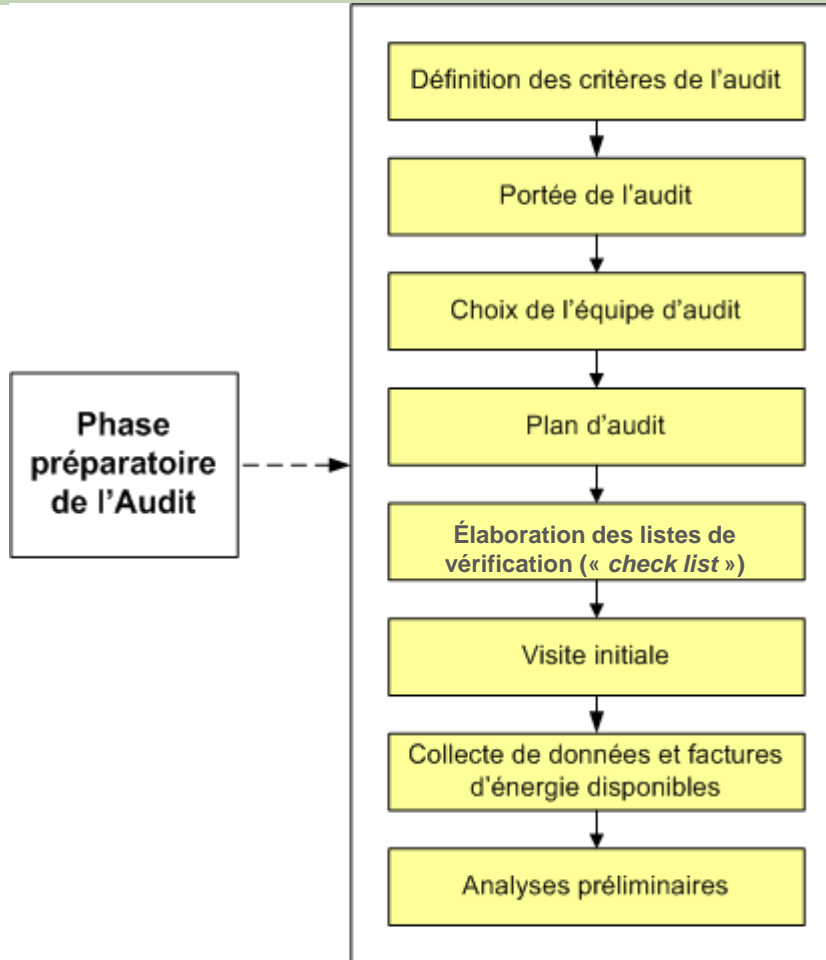 Définition des critères de l'audit
Portée de l'audit
Choix de l'équipe d'audit
Plan d'audit
Élaboration des listes de
vérification (« check list »)
Visite initiale
Collecte de données et factures
d'énergie disponibles
Analyses préliminaires
Phase
préparatoire
de l'Audit